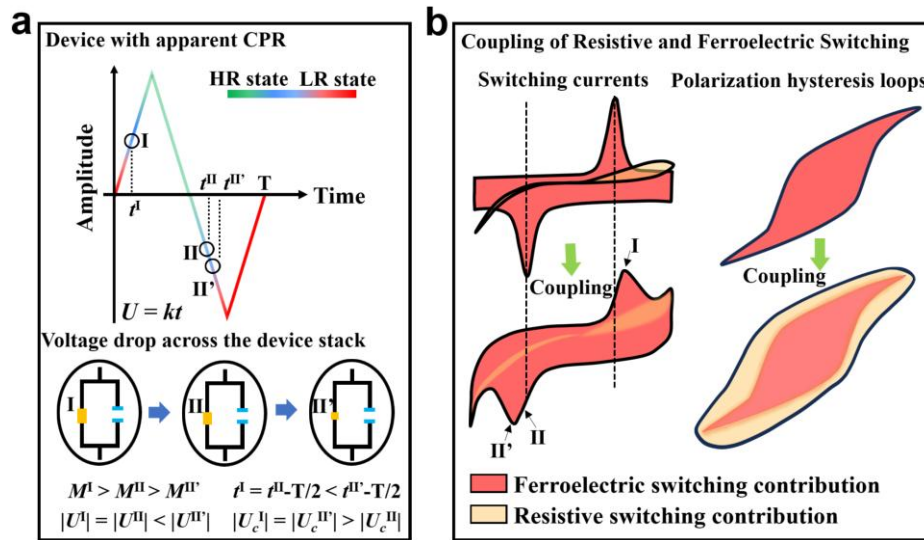 a
Device with apparent CPR
HR state LR state
Amplitude
I
t^I
t^II t^II' T
Time
II
II'
U = kt
Voltage drop across the device stack
I
II
II'
M^I > M^II > M^II'
t^I = t^II-T/2 < t^II'-T/2
|U^I| = |U^II| < |U^II'|
|U_c^I| = |U_c^II'| > |U_c^II|
b
Coupling of Resistive and Ferroelectric Switching
Switching currents
Polarization hysteresis loops
I
Coupling
Coupling
II
II'
Ferroelectric switching contribution
Resistive switching contribution